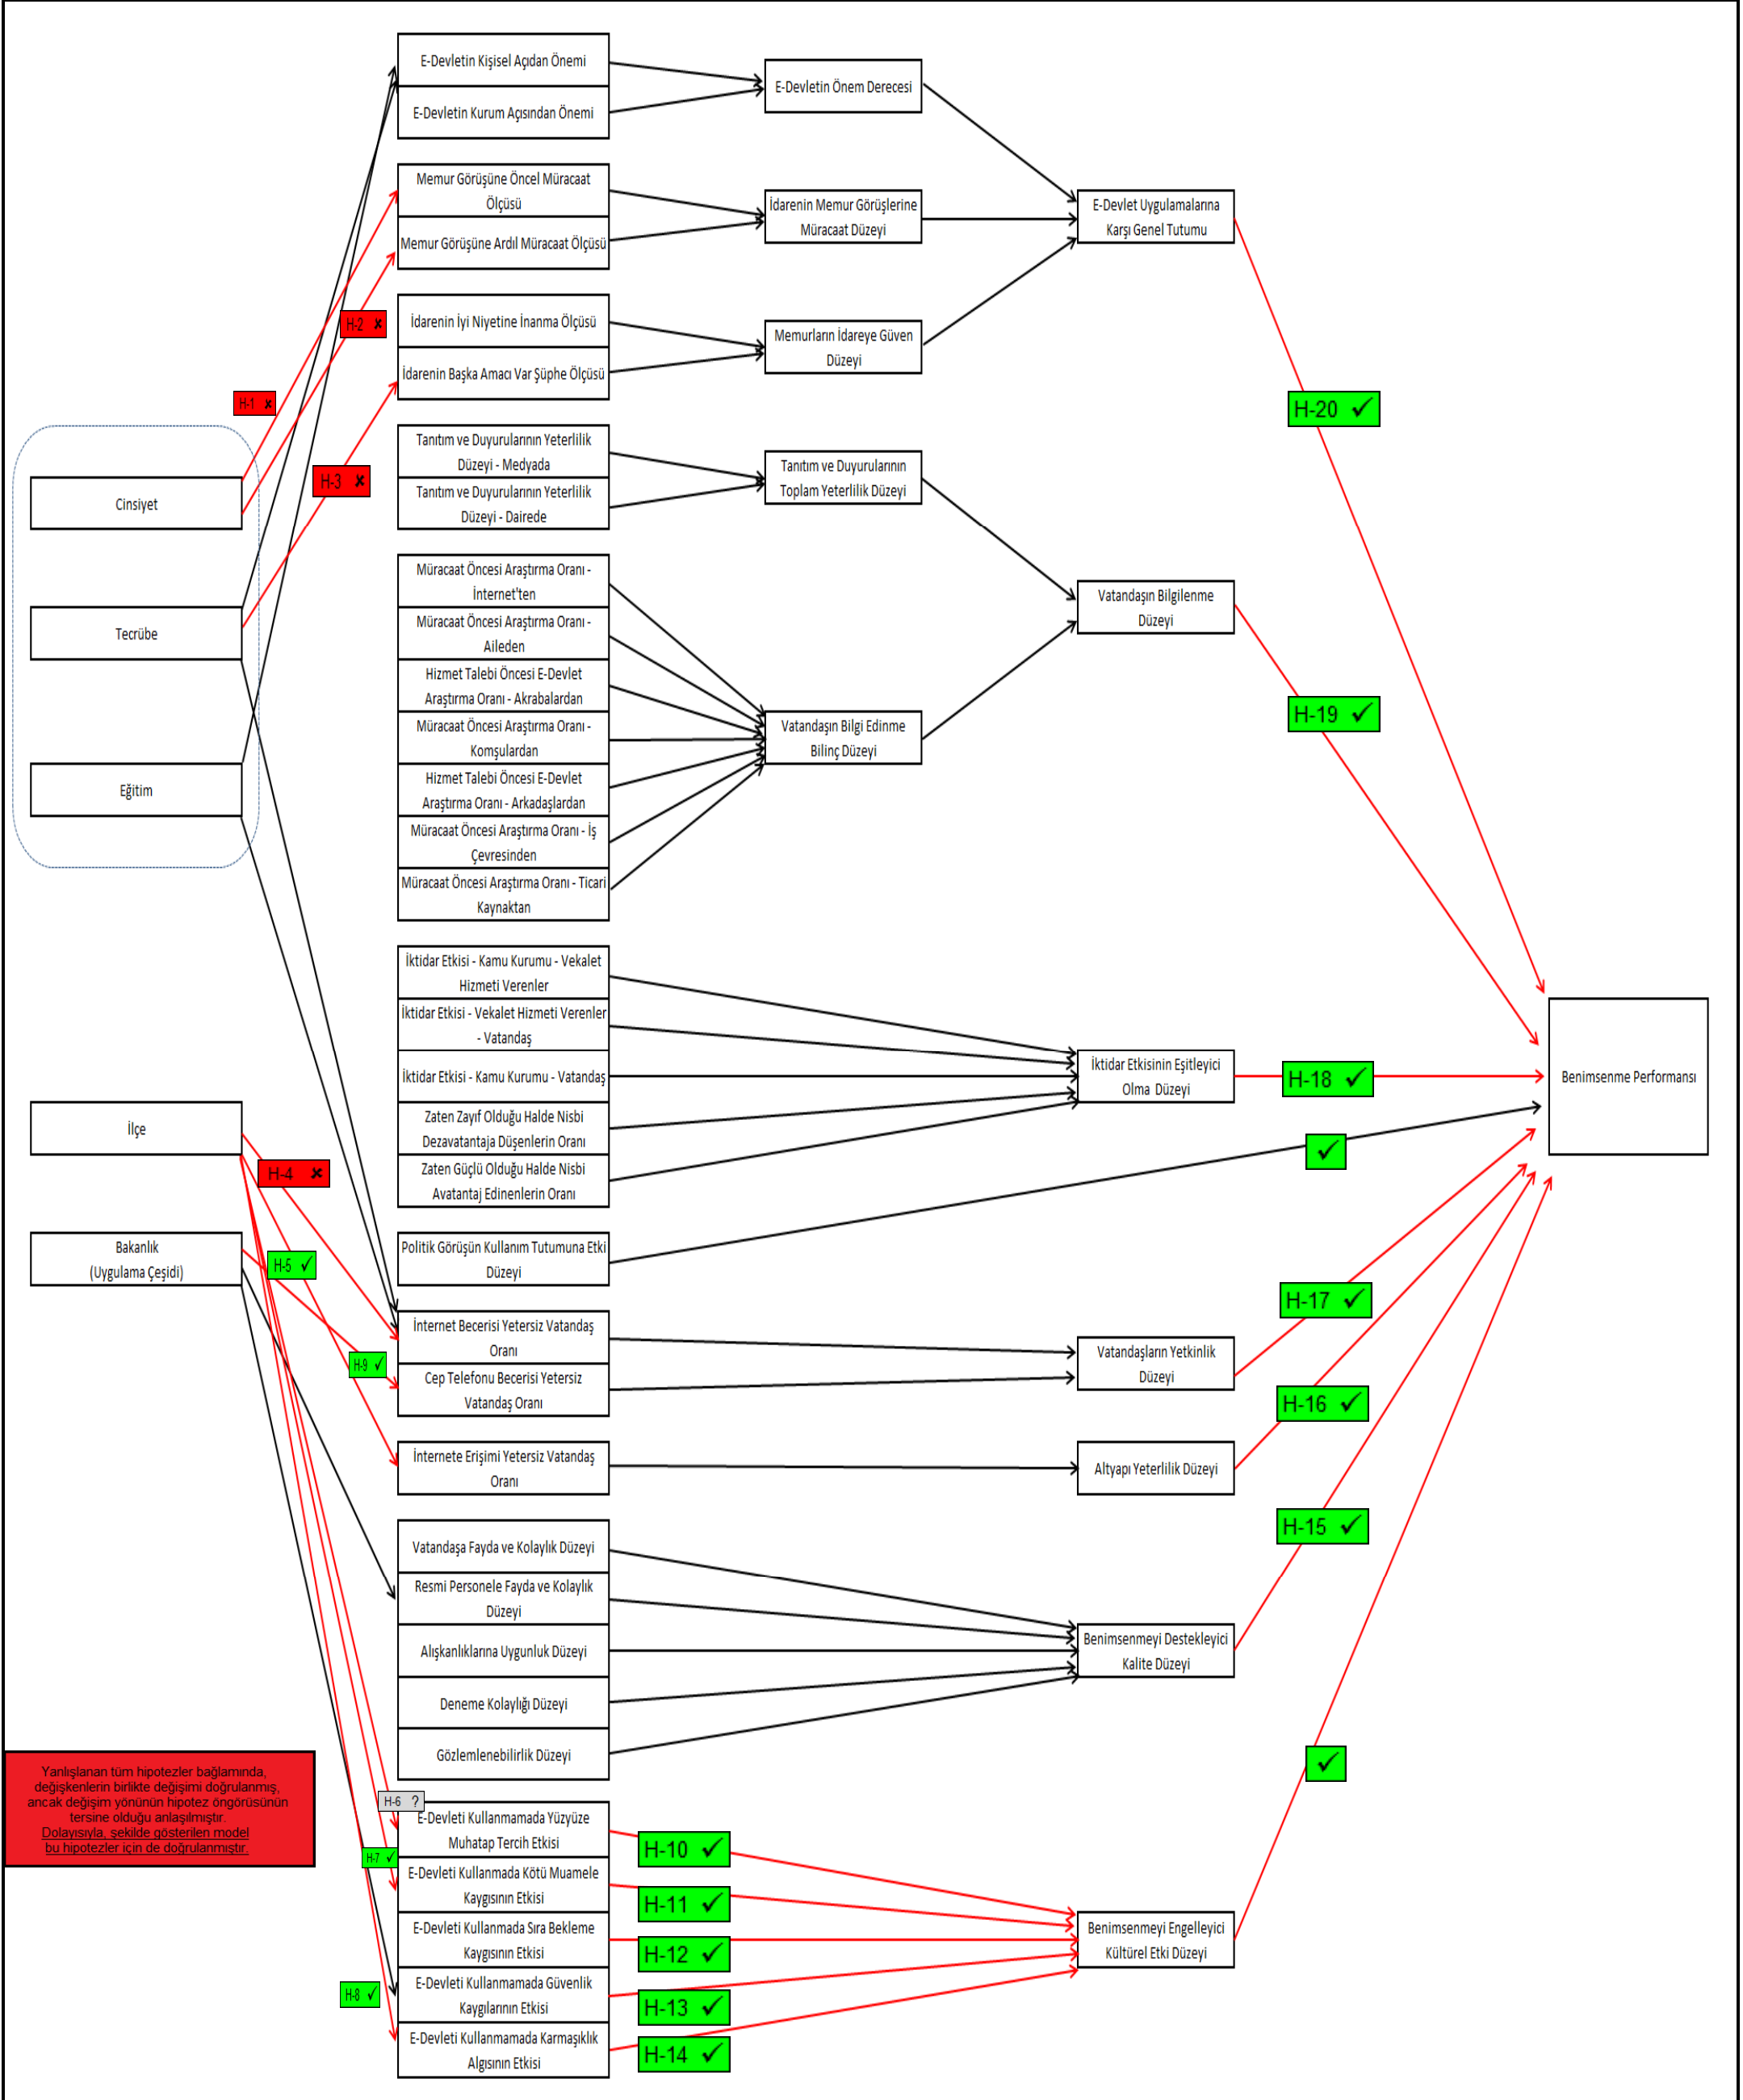 E-Devletin Kişisel Açıdan Önemi
E-Devletin Kurum Açısından Önemi
E-Devletin Önem Derecesi
Memur Görüşüne Öncel Müracaat
Ölçüsü
Memur Görüşüne Ardıl Müracaat Ölçüsü
İdarenin Memur Görüşlerine
Müracaat Düzeyi
E-Devlet Uygulamalarına
Karşı Genel Tutumu
H-2 ×
İdarenin İyi Niyetine İnanma Ölçüsü
İdarenin Başka Amacı Var Şüphe Ölçüsü
Memurların İdareye Güven
Düzeyi
H-1 ×
H-20 ✓
H-3 ×
Tanıtım ve Duyurularının Yeterlilik
Düzeyi - Medyada
Tanıtım ve Duyurularının Yeterlilik
Düzeyi - Dairede
Tanıtım ve Duyurularının
Toplam Yeterlilik Düzeyi
Cinsiyet
Tecrübe
Eğitim
Müracaat Öncesi Araştırma Oranı -
İnternet'ten
Müracaat Öncesi Araştırma Oranı -
Aileden
Hizmet Talebi Öncesi E-Devlet
Araştırma Oranı - Akrabalardan
Müracaat Öncesi Araştırma Oranı -
Komşulardan
Hizmet Talebi Öncesi E-Devlet
Araştırma Oranı - Arkadaşlardan
Müracaat Öncesi Araştırma Oranı - İş
Çevresinden
Müracaat Öncesi Araştırma Oranı - Ticari
Kaynaktan
Vatandaşın Bilgi Edinme
Bilinç Düzeyi
Vatandaşın Bilgilenme
Düzeyi
H-19 ✓
İktidar Etkisi - Kamu Kurumu - Vekalet
Hizmeti Verenler
İktidar Etkisi - Vekalet Hizmeti Verenler
- Vatandaş
İktidar Etkisi - Kamu Kurumu - Vatandaş
Zaten Zayıf Olduğu Halde Nisbi
Dezavatantaja Düşenlerin Oranı
Zaten Güçlü Olduğu Halde Nisbi
Avatantaj Edinenlerin Oranı
İktidar Etkisinin Eşitleyici
Olma Düzeyi
H-18 ✓
Benimsenme Performansı
✓
İlçe
H-4 ×
Bakanlık
(Uygulama Çeşidi)
H-5 ✓
Politik Görüşün Kullanım Tutumuna Etki
Düzeyi
H-9 ✓
İnternet Becerisi Yetersiz Vatandaş
Oranı
Cep Telefonu Becerisi Yetersiz
Vatandaş Oranı
Vatandaşların Yetkinlik
Düzeyi
H-17 ✓
H-16 ✓
İnternete Erişimi Yetersiz Vatandaş
Oranı
Altyapı Yeterlilik Düzeyi
H-15 ✓
Vatandaşa Fayda ve Kolaylık Düzeyi
Resmi Personele Fayda ve Kolaylık
Düzeyi
Alışkanlıklarına Uygunluk Düzeyi
Deneme Kolaylığı Düzeyi
Gözlemlenebilirlik Düzeyi
Benimsenmeyi Destekleyici
Kalite Düzeyi
✓
Yanlışlanan tüm hipotezler bağlamında,
değişkenlerin birlikte değişimi doğrulanmış,
ancak değişim yönünün hipotez öngörüsünün
tersine olduğu anlaşılmıştır.
Dolayısıyla, şekilde gösterilen model
bu hipotezler için de doğrulanmıştır.
H-6 ?
H-7 ✓
H-8 ✓
E-Devleti Kullanmamada Yüzyüze
Muhatap Tercih Etkisi
E-Devleti Kullanmada Kötü Muamele
Kaygısının Etkisi
E-Devleti Kullanmada Sıra Bekleme
Kaygısının Etkisi
E-Devleti Kullanmamada Güvenlik
Kaygılarının Etkisi
E-Devleti Kullanmamada Karmaşıklık
Algısının Etkisi
H-10 ✓
H-11 ✓
H-12 ✓
H-13 ✓
H-14 ✓
Benimsenmeyi Engelleyici
Kültürel Etki Düzeyi